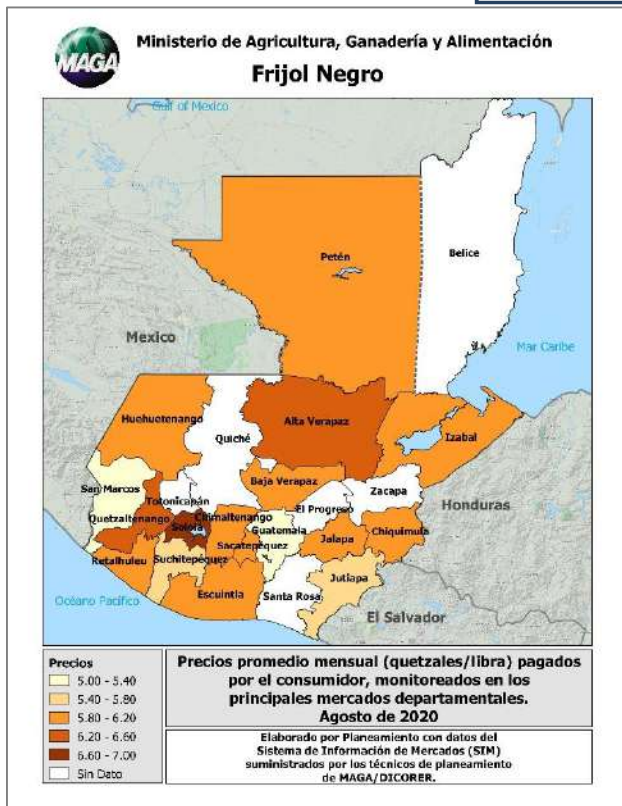 MAGA
Ministerio de Agricultura, Ganadería y Alimentación
Frijol Negro
Gulf of Mexico
Petén
Belice
Mexico
Mar Caribe
Huehuetenango
Quiché
Alta Verapaz
Izabal
San Marcos
Baja Verapaz
Zacapa
Totonicapán
El Progreso
Honduras
Quetzaltenango
Sololá
Chimaltenango
Guatemala
Jalapa
Chiquimula
Sacatepéquez
Retalhuleu
Suchitepéquez
Jutiapa
Escuintla
Santa Rosa
Océano Pacífico
El Salvador
Precios
5.00 - 5.40
5.40 - 5.80
5.80 - 6.20
6.20 - 6.60
6.60 - 7.00
Sin Dato
Precios promedio mensual (quetzales/libra) pagados
por el consumidor, monitoreados en los
principales mercados departamentales.
Agosto de 2020
Elaborado por Planeamiento con datos del
Sistema de Información de Mercados (SIM)
suministrados por los técnicos de planeamiento
de MAGA/DICORER.